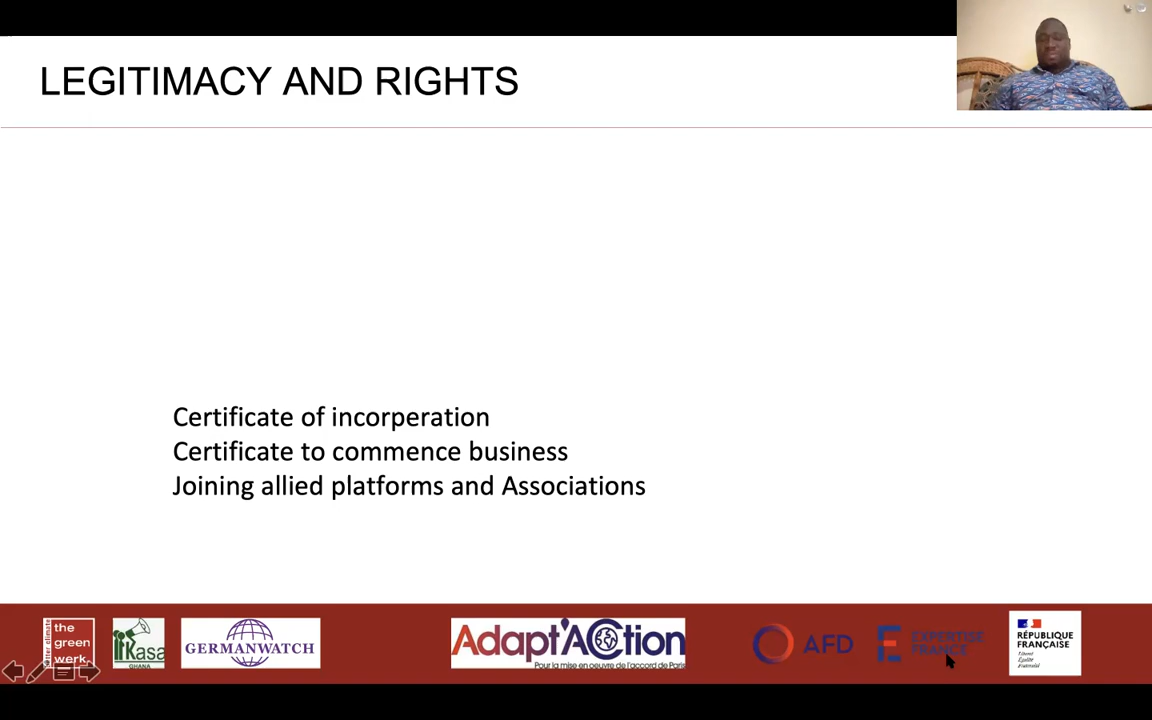 LEGITIMACY AND RIGHTS
Certificate of incorperation
Certificate to commence business
Joining allied platforms and Associations
the
green
werk
Kasa
GHANA
GERMANWATCH
Adapt'ACtion
Pour la mise en oeuvre de l'accord de Paris
AFD
EXPERTISE
FRANCE
RÉPUBLIQUE
FRANÇAISE
Liberté
Égalité
Fraternité